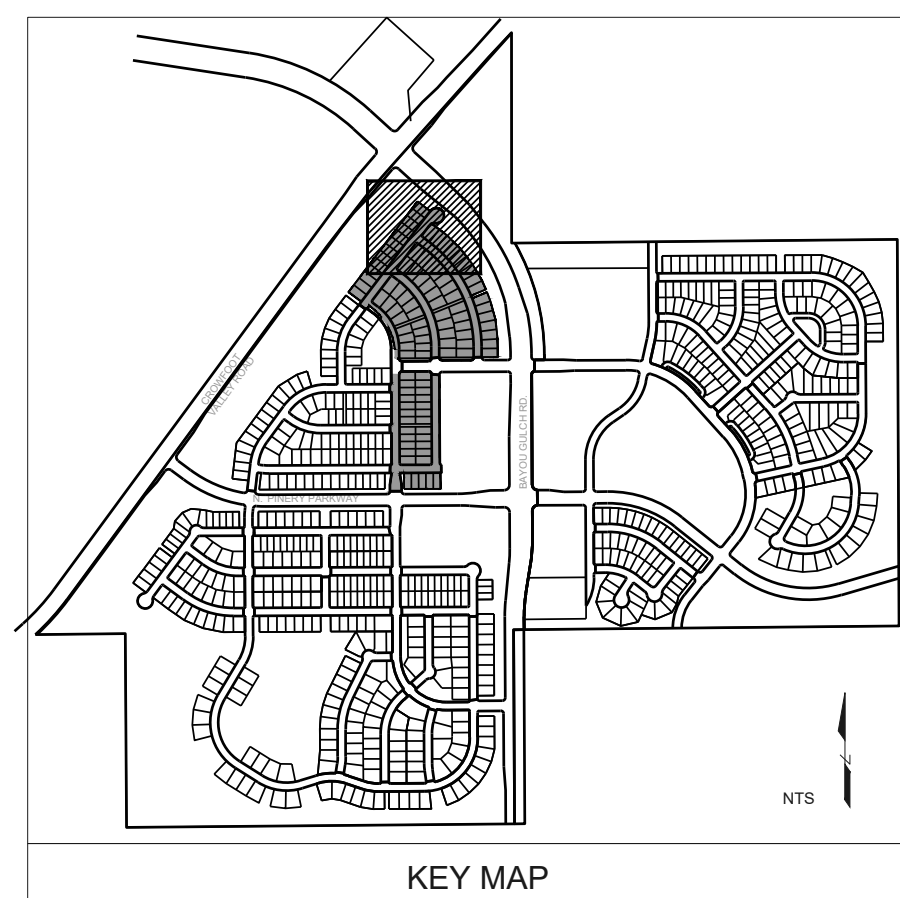 CROWFOOT
VALLEY ROAD
BAYOU GULCH RD.
N. PINERY PARKWAY
NTS
Z
KEY MAP